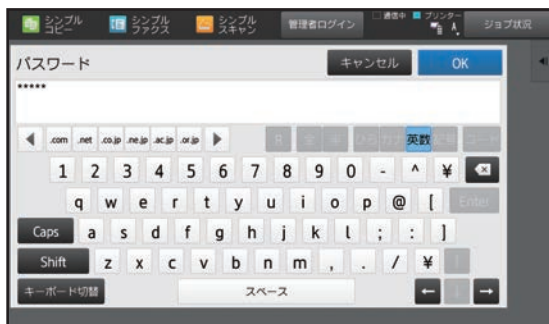 シンプル
コピー
シンプル
ファクス
シンプル
スキャン
管理者ログイン
通信中
プリンター
ジョブ状況
パスワード
キャンセル
OK
*****
.com .net .co.jp .ne.jp .ac.jp .or.jp
英数
1 2 3 4 5 6 7 8 9 0 - ^ ¥
q w e r t y u i o p @ [ Enter
Caps a s d f g h j k l ; : ]
Shift z x c v b n m , . / ¥
キーボード切替 スペース ← ↓ →